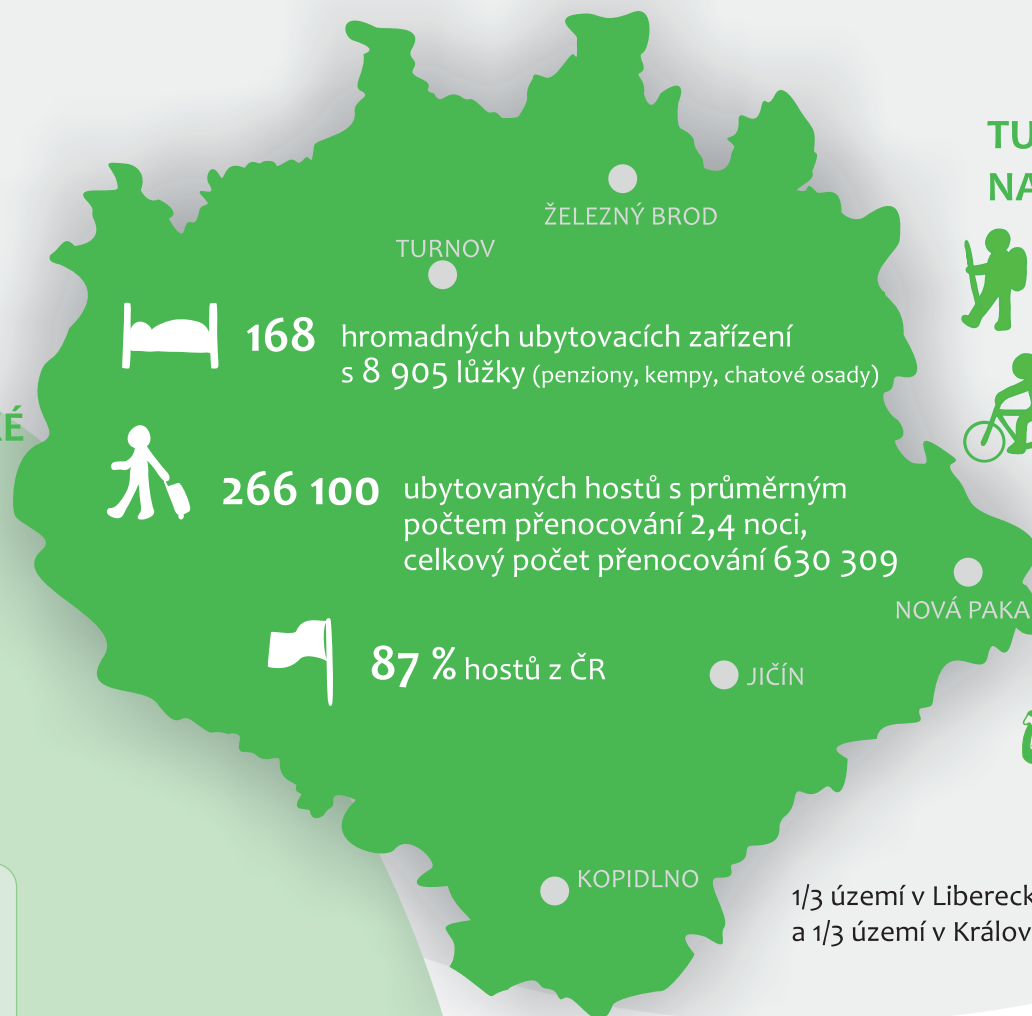 TU
NA
ŽELEZNÝ BROD
TURNOV
168 hromadných ubytovacích zařízení
s 8 905 lůžky (penziony, kempy, chatové osady)
É
266 100 ubytovaných hostů s průměrným
počtem přenocování 2,4 noci,
celkový počet přenocování 630 309
NOVÁ PAKA
87 % hostů z ČR
JIČÍN
KOPIDLNO
1/3 území v Libereck
a 1/3 území v Králov